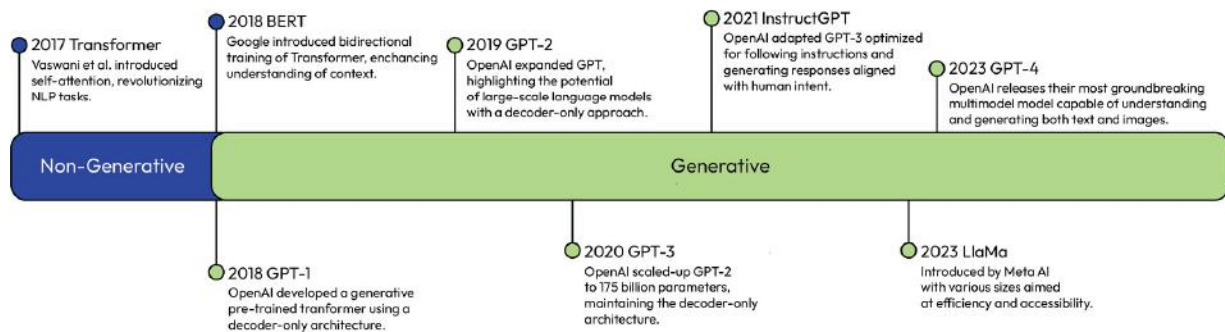 2017 Transformer
Vaswani et al. introduced
self-attention, revolutionizing
NLP tasks.
2018 BERT
Google introduced bidirectional
training of Transformer, enchancing
understanding of context.
2019 GPT-2
OpenAI expanded GPT,
highlighting the potential
of large-scale language models
with a decoder-only approach.
2021 InstructGPT
OpenAI adapted GPT-3 optimized
for following instructions and
generating responses aligned
with human intent.
2023 GPT-4
OpenAI releases their most groundbreaking
multimodel model capable of understanding
and generating both text and images.
Non-Generative
Generative
2018 GPT-1
OpenAI developed a generative
pre-trained tranformer using a
decoder-only architecture.
2020 GPT-3
OpenAI scaled-up GPT-2
to 175 billion parameters,
maintaining the decoder-only
architecture.
2023 LlaMa
Introduced by Meta AI
with various sizes aimed
at efficiency and accessibility.